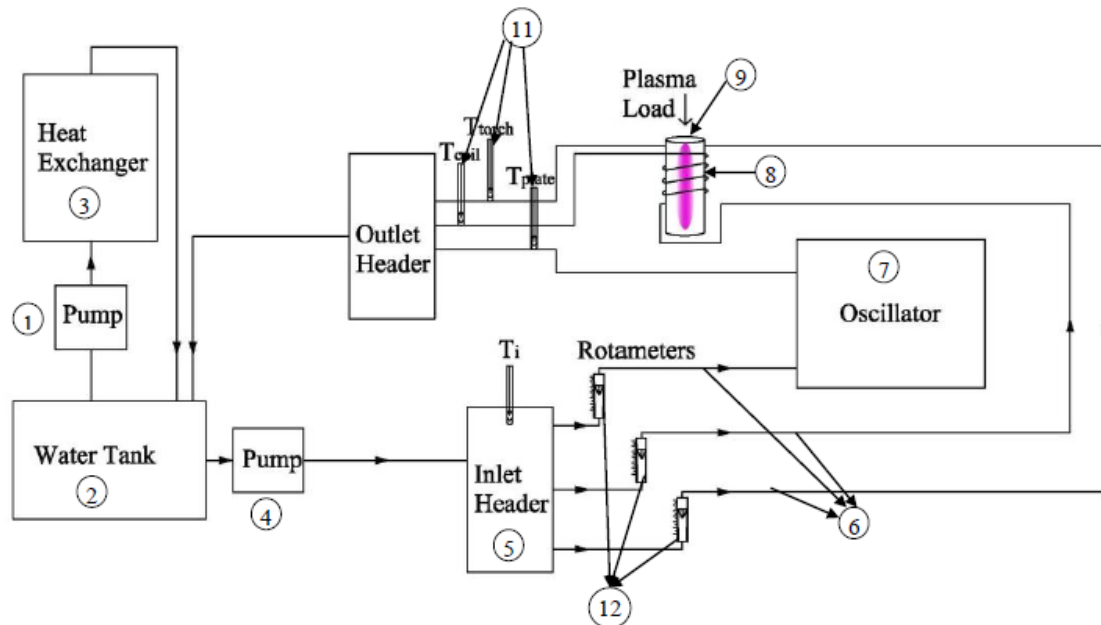 11
9
Plasma
Load
Heat
Exchanger
3
Ttorch
Tcoil
Tplate
8
Outlet
Header
7
Oscillator
1
Pump
Ti
Rotameters
Water Tank
2
Pump
4
Inlet
Header
5
6
12